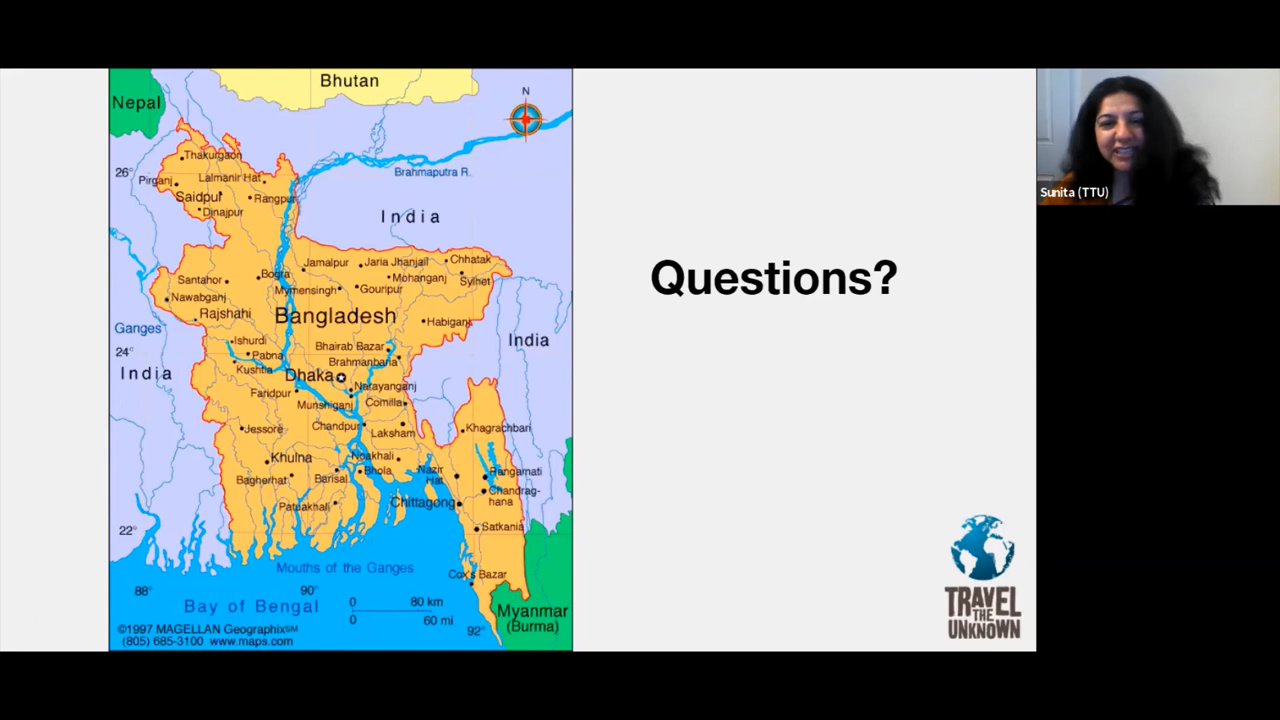 Bhutan
Nepal
N
Thakurgaon
26°
Lalmanir Hat
Pirganj
Brahmaputra R.
Saidpur
Rangpur
Dinajpur
India
Jamalpur
Jaria Jhanjail
Chhatak
Bogra
Mohanganj
Santahor
Sylhet
Mymensingh
Gouripur
Nawabganj
Rajshahi
Bangladesh
Habiganj
Ganges
Ishurdi
India
24°
Pabna
Bhairab Bazar
Brahmanbaria
Kushtia
India
Dhaka
Narayanganj
Faridpur
Munshiganj
Comilla
Chandpur
Jessore
Laksham
Khagrachbari
Khulna
Noakhali
Bhola
Nazir
Hat
Rangamati
Bagherhat
Barisal
Chandrag-
hana
Patuakhali
Chittagong
Satkania
22°
Mouths of the Ganges
Cox's Bazar
88°
90°
Bay of Bengal
0 80 km
0 60 mi
92°
Myanmar
(Burma)
©1997 MAGELLAN Geographix℠
(805) 685-3100 www.maps.com
Questions?
TRAVEL
THE
UNKNOWN
Sunita (TTU)